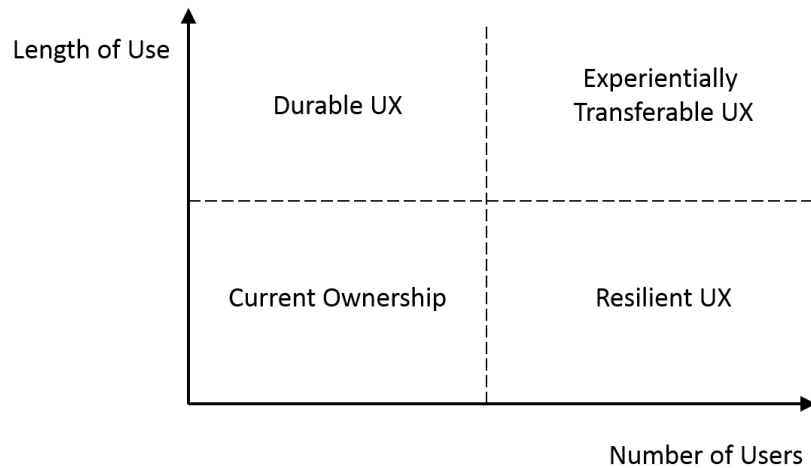 Length of Use
Durable UX
Experientially
Transferable UX
Current Ownership
Resilient UX
Number of Users